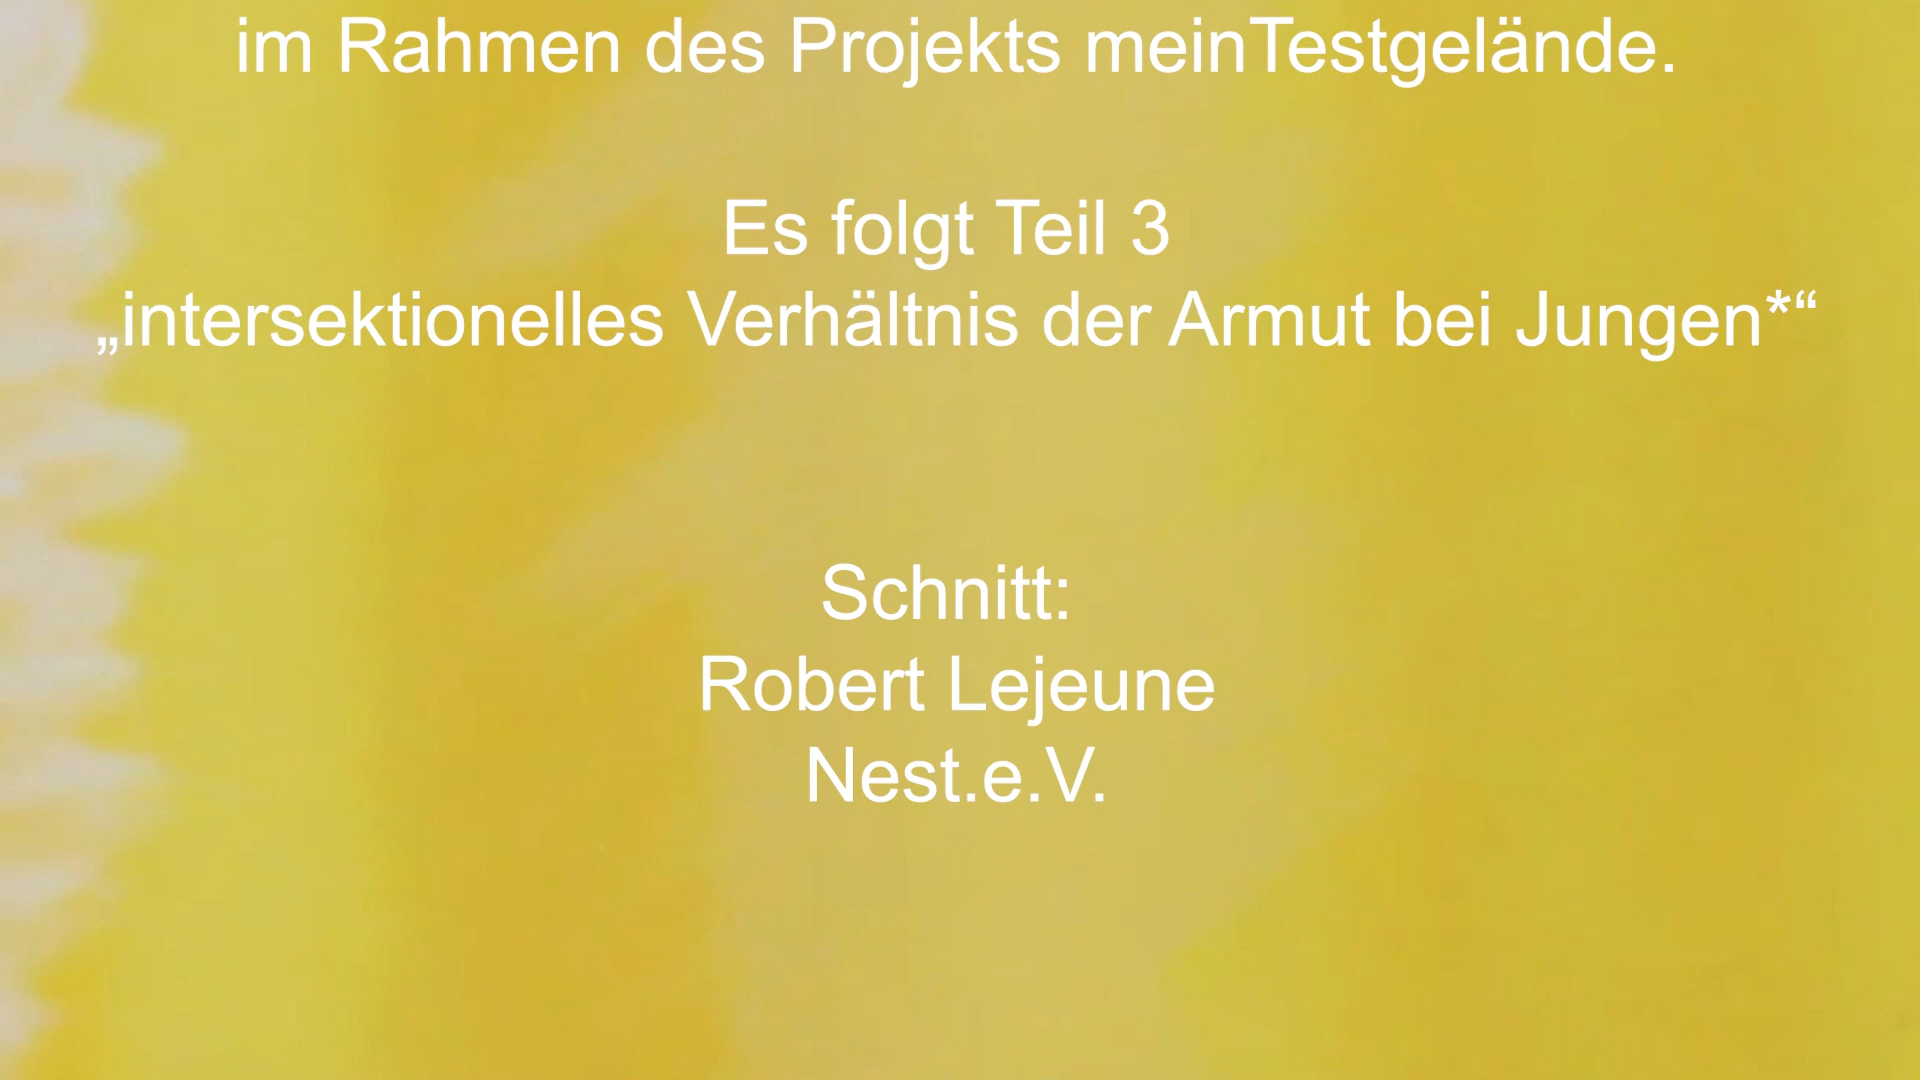 im Rahmen des Projekts meinTestgelände.
Es folgt Teil 3
„intersektionelles Verhältnis der Armut bei Jungen*“
Schnitt:
Robert Lejeune
Nest.e.V.